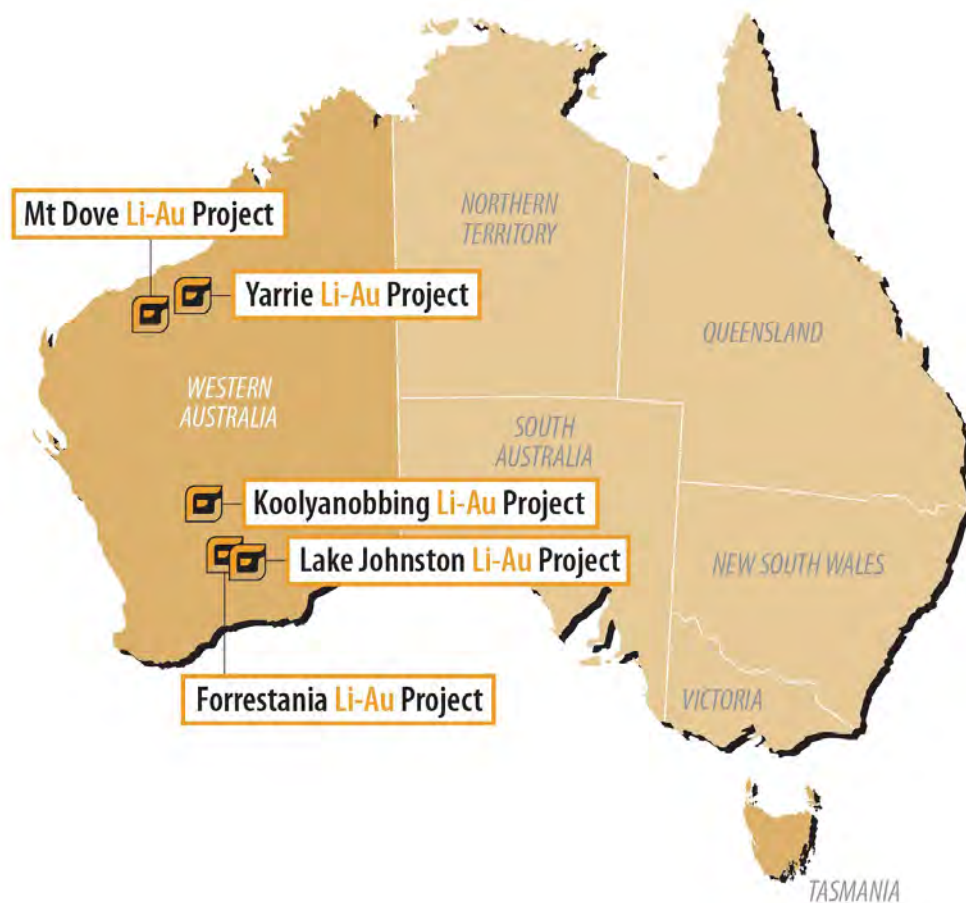 NORTHERN
TERRITORY
Mt Dove Li-Au Project
Yarrie Li-Au Project
QUEENSLAND
WESTERN
AUSTRALIA
SOUTH
AUSTRALIA
Koolyanobbing Li-Au Project
Lake Johnston Li-Au Project
NEW SOUTH WALES
Forrestania Li-Au Project
VICTORIA
TASMANIA